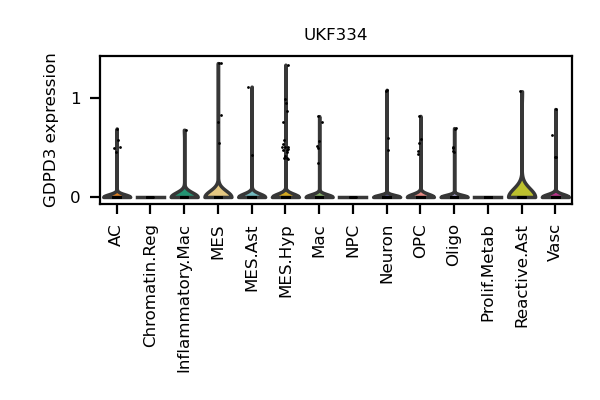 UKF334
GDPD3 expression
1
0
AC
Chromatin.Reg
Inflammatory.Mac
MES
MES.Ast
MES.Hyp
Mac
NPC
Neuron
OPC
Oligo
Prolif.Metab
Reactive.Ast
Vasc